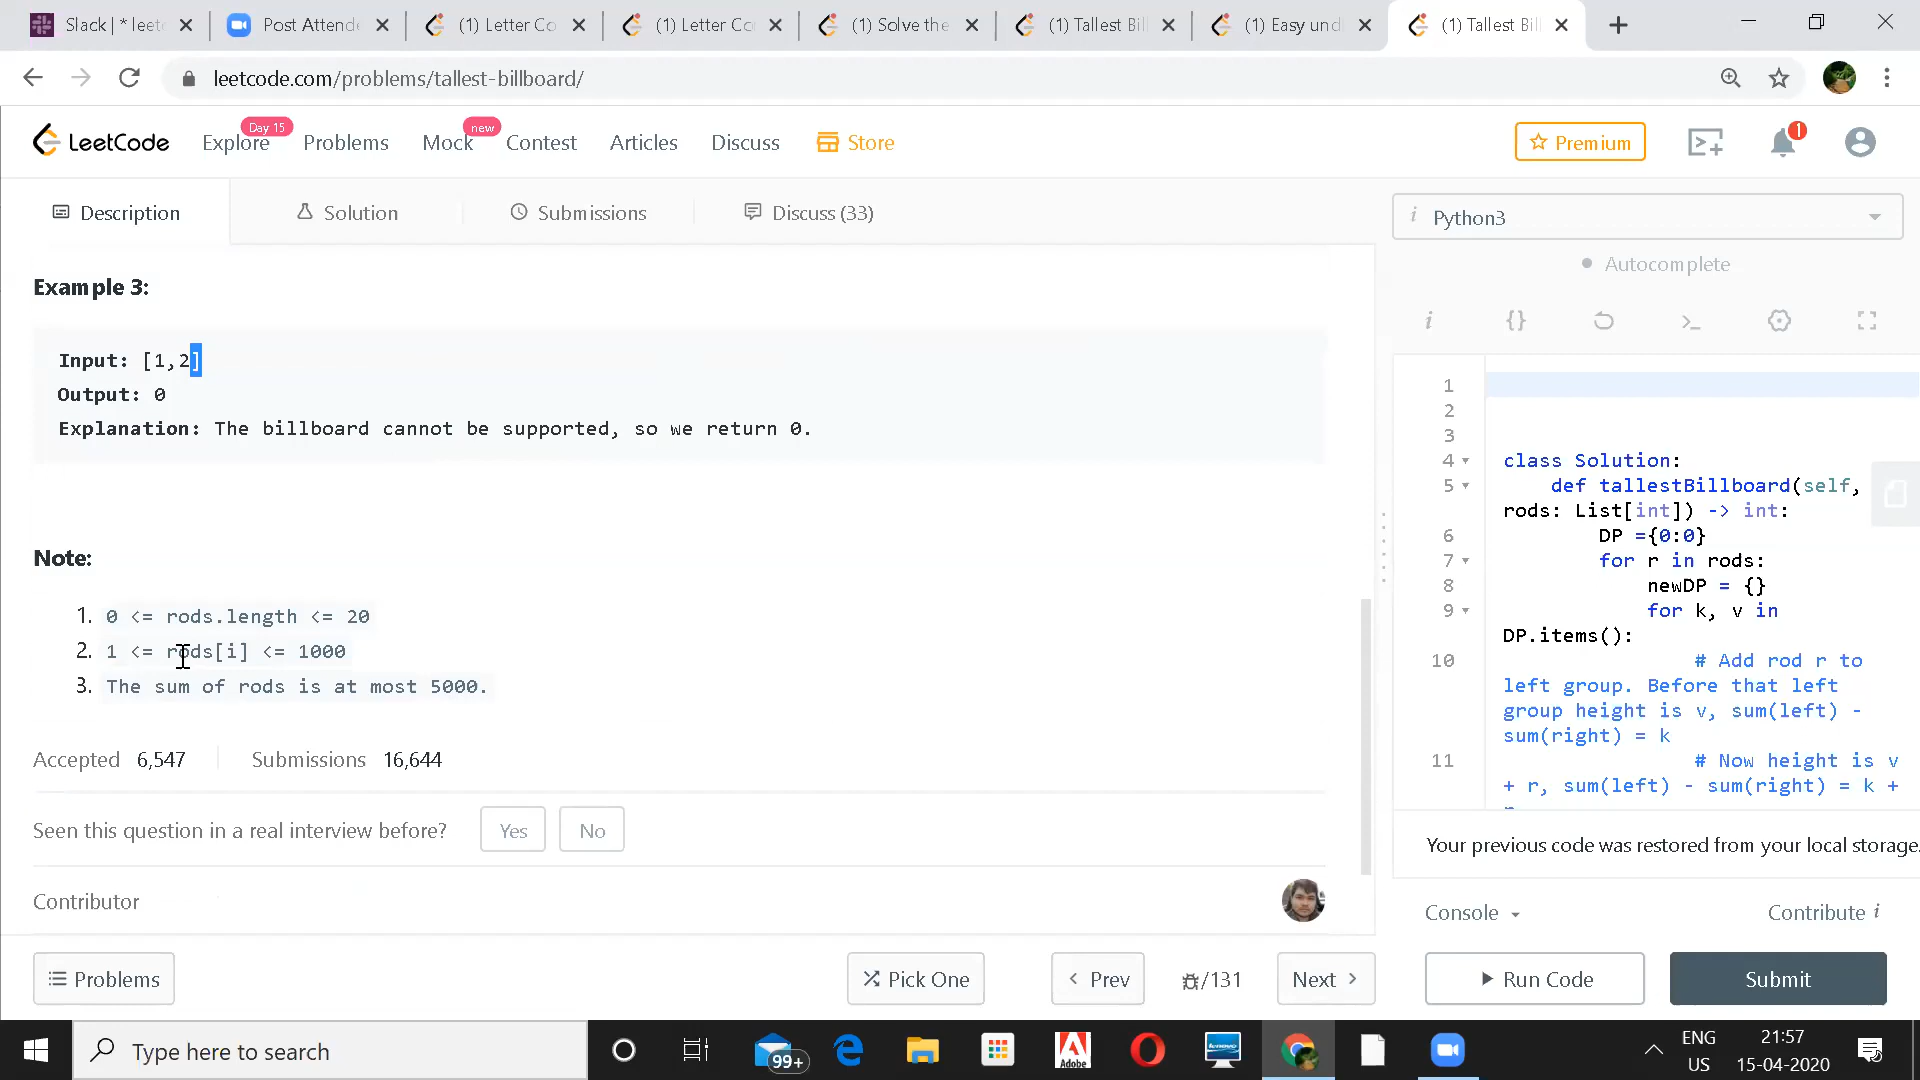 Slack | * leetc
Post Attende
(1) Letter Co
(1) Letter Cor
(1) Solve the
(1) Tallest Bil
(1) Easy und
(1) Tallest Bil
leetcode.com/problems/tallest-billboard/
LeetCode
Explore
Day 15
Problems
Mock
new
Contest
Articles
Discuss
Store
Premium
1
Description
Solution
Submissions
Discuss (33)
Python3
Autocomplete
Example 3:
Input: [1,2]
Output: 0
Explanation: The billboard cannot be supported, so we return 0.
Note:
1. 0 <= rods.length <= 20
2. 1 <= rods[i] <= 1000
3. The sum of rods is at most 5000.
Accepted 6,547
Submissions 16,644
Seen this question in a real interview before?
Yes
No
Contributor
1
2
3
4 class Solution:
5 def tallestBillboard(self,
rods: List[int]) -> int:
6 DP ={0:0}
7 for r in rods:
8 newDP = {}
9 for k, v in
DP.items():
10 # Add rod r to
left group. Before that left
group height is v, sum(left) -
sum(right) = k
11 # Now height is v
+ r, sum(left) - sum(right) = k +
Your previous code was restored from your local storage.
Console
Contribute i
Problems
Pick One
Prev
/131
Next
Run Code
Submit
Type here to search
99+
Adobe
lenovo
ENG
US
21:57
15-04-2020